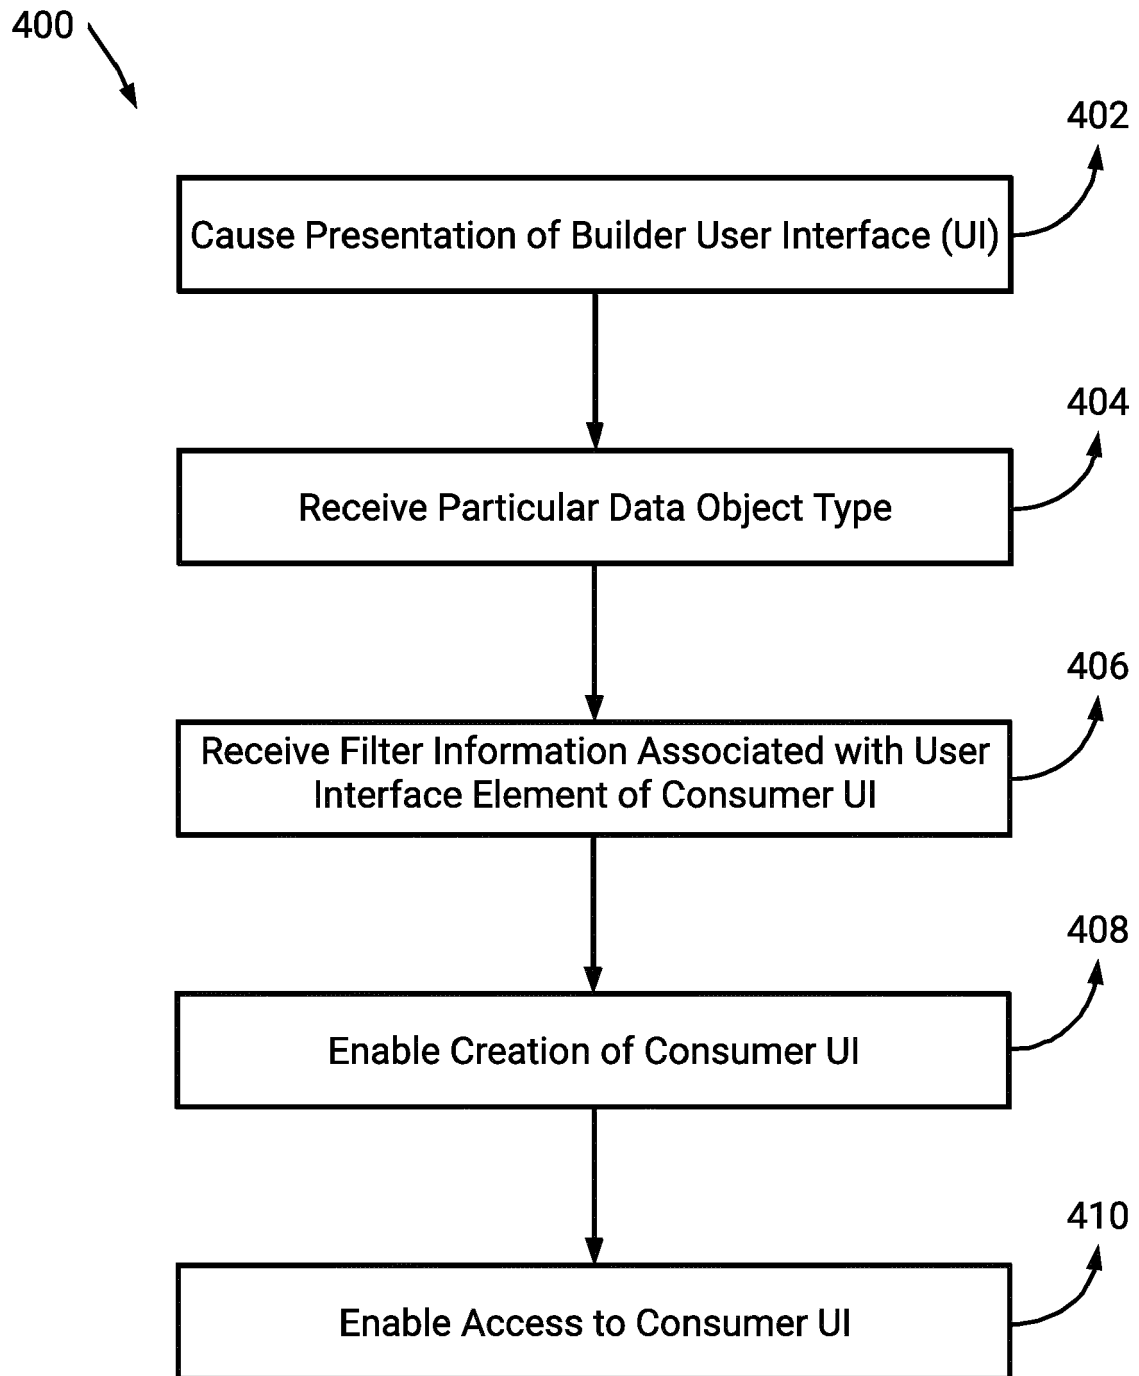 400
402
Cause Presentation of Builder User Interface (UI)
404
Receive Particular Data Object Type
406
Receive Filter Information Associated with User
Interface Element of Consumer UI
408
Enable Creation of Consumer UI
410
Enable Access to Consumer UI